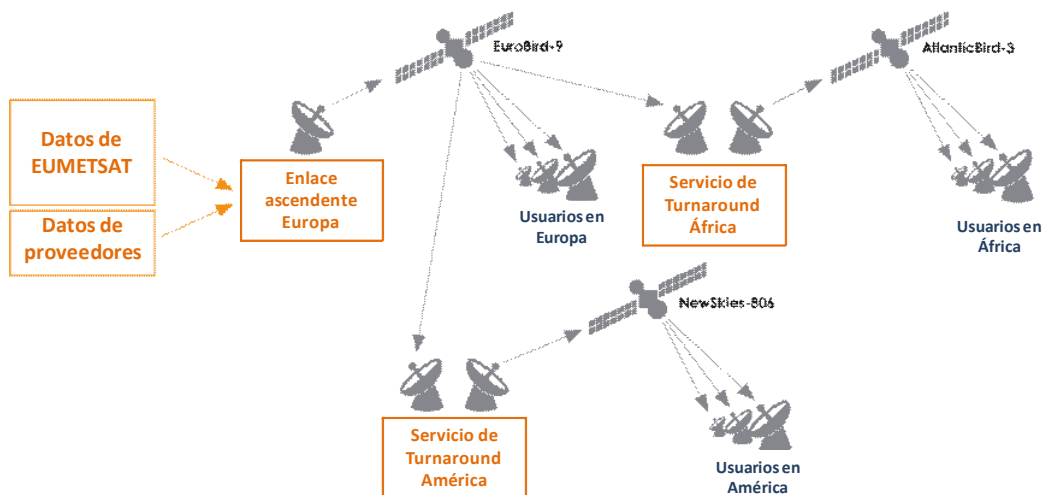 EuroBird-9
AtlanticBird-3
Datos de
EUMETSAT
Datos de
proveedores
Enlace
ascendente
Europa
Usuarios en
Europa
Servicio de
Turnaround
África
Usuarios en
África
NewSkies-806
Servicio de
Turnaround
América
Usuarios en
América